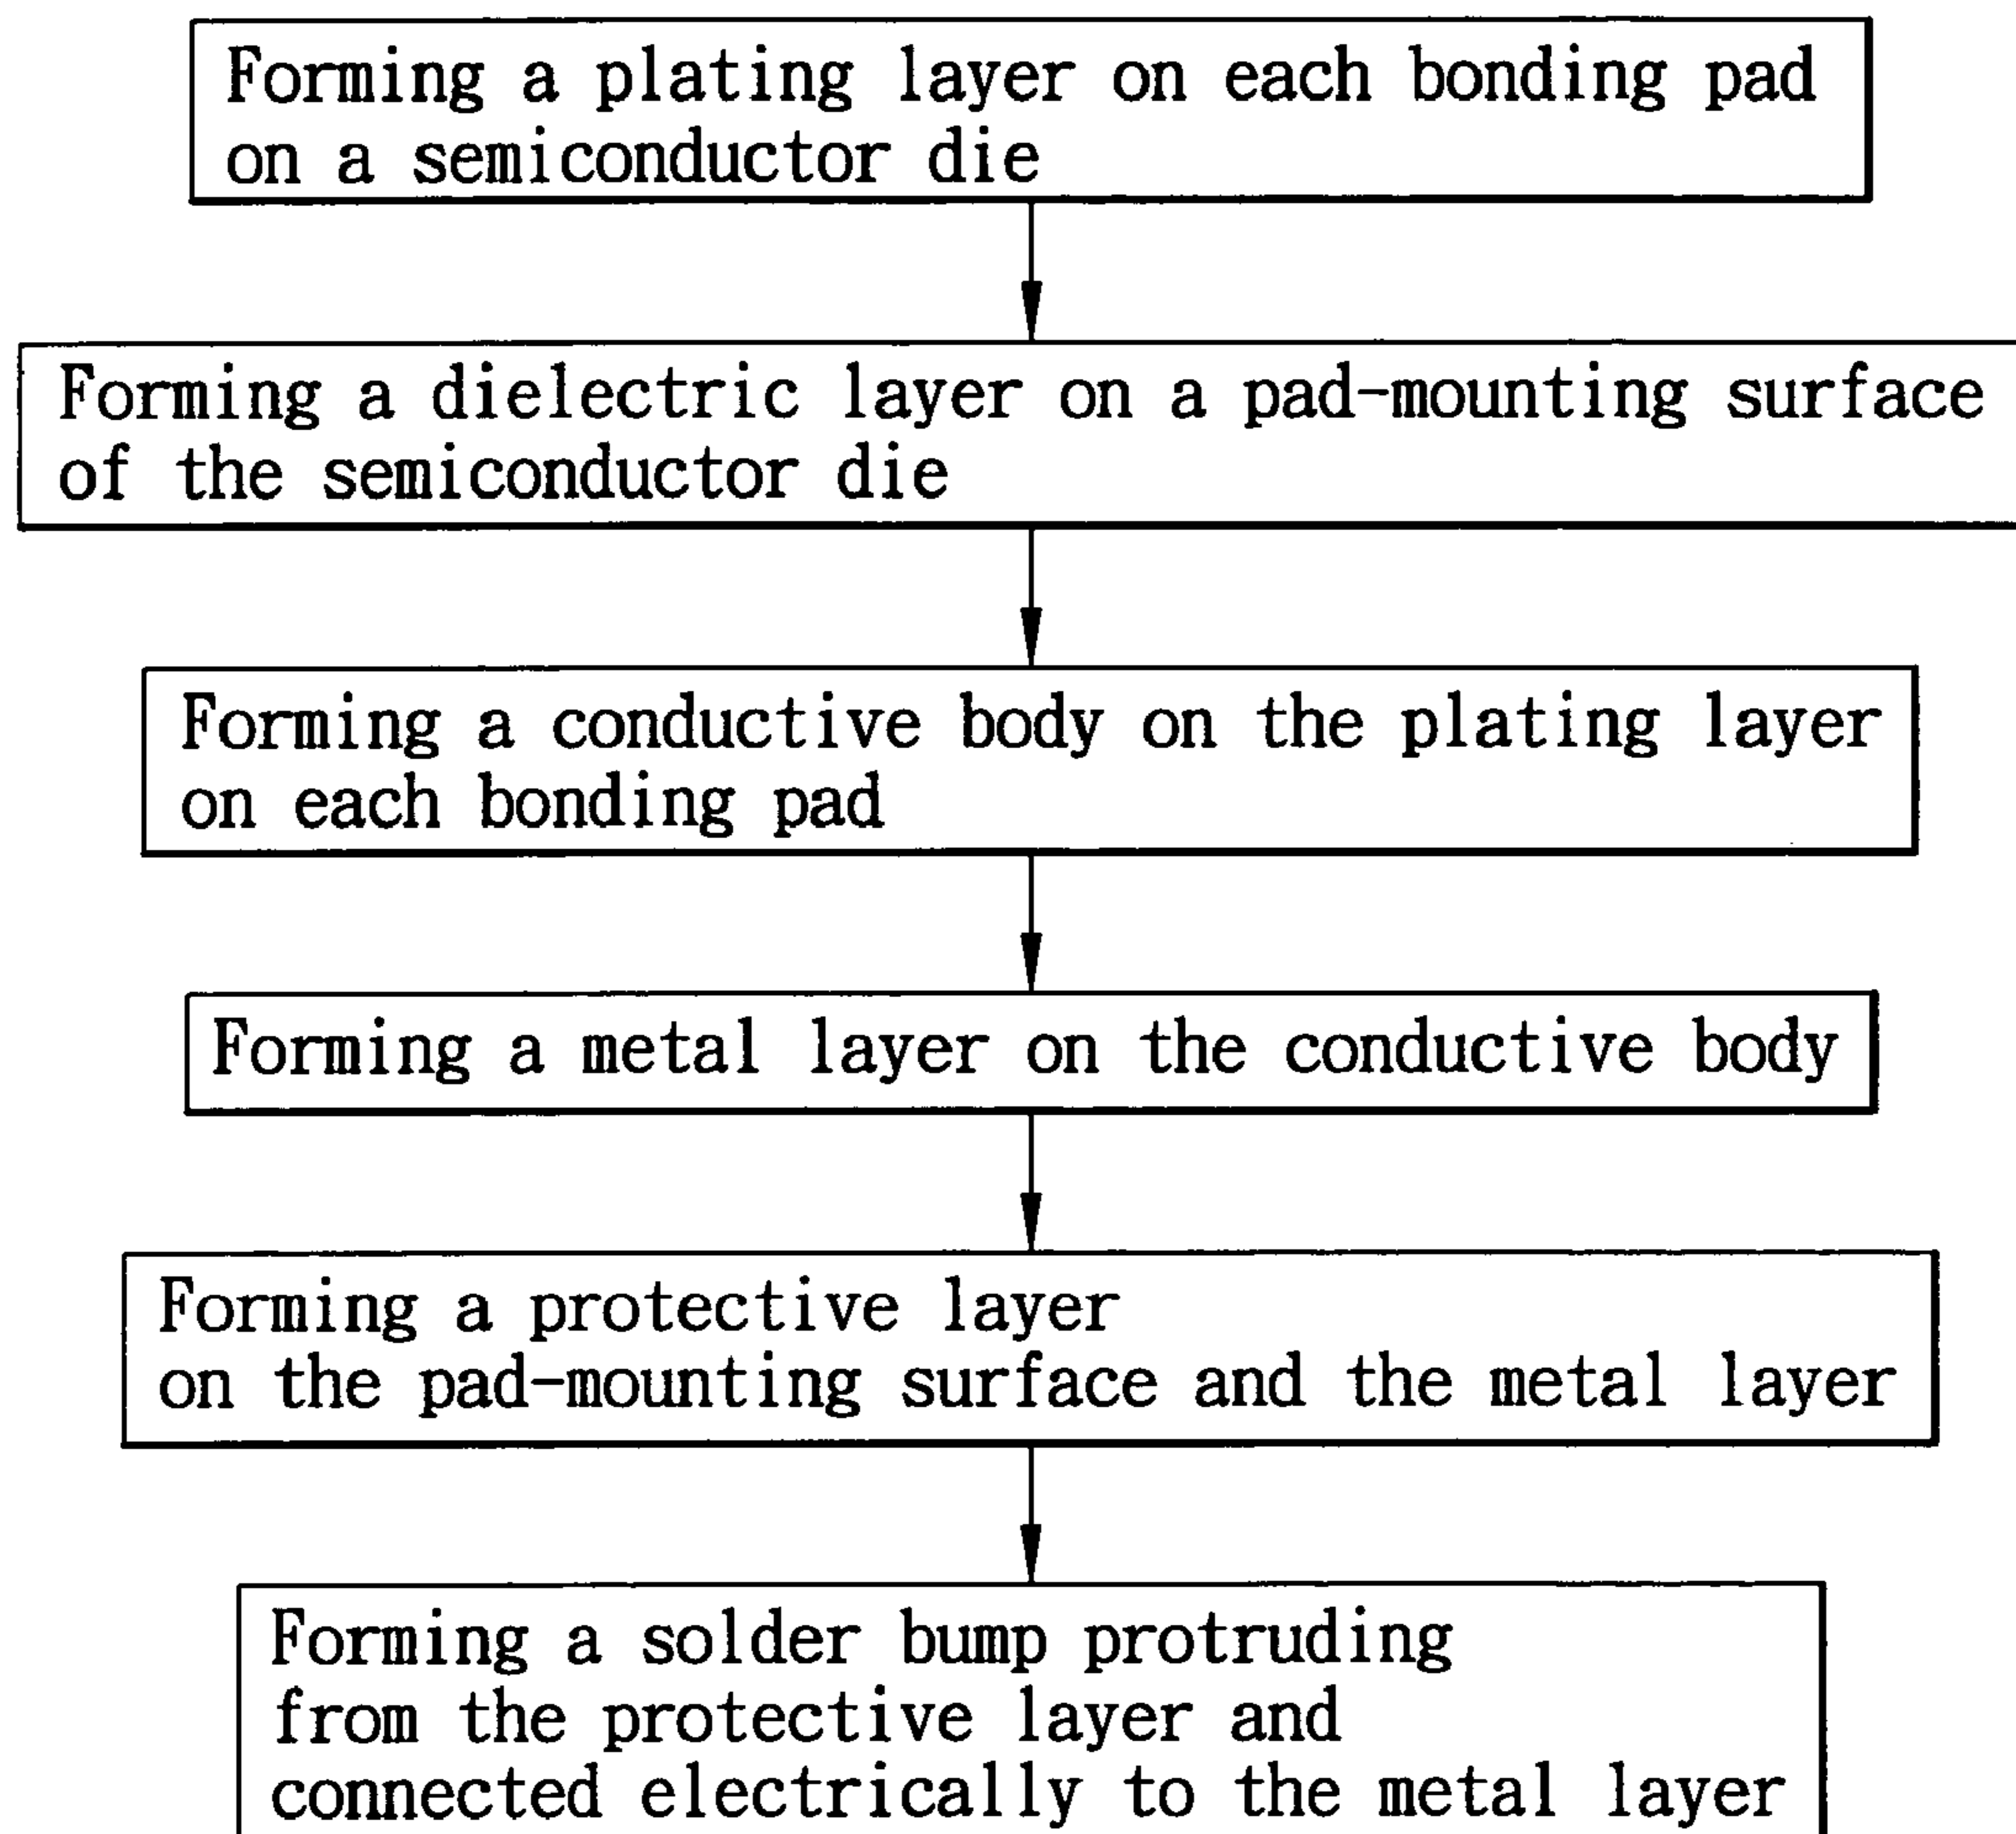 Forming a plating layer on each bonding pad
on a semiconductor die
Forming a dielectric layer on a pad-mounting surface
of the semiconductor die
Forming a conductive body on the plating layer
on each bonding pad
Forming a metal layer on the conductive body
Forming a protective layer
on the pad-mounting surface and the metal layer
Forming a solder bump protruding
from the protective layer and
connected electrically to the metal layer